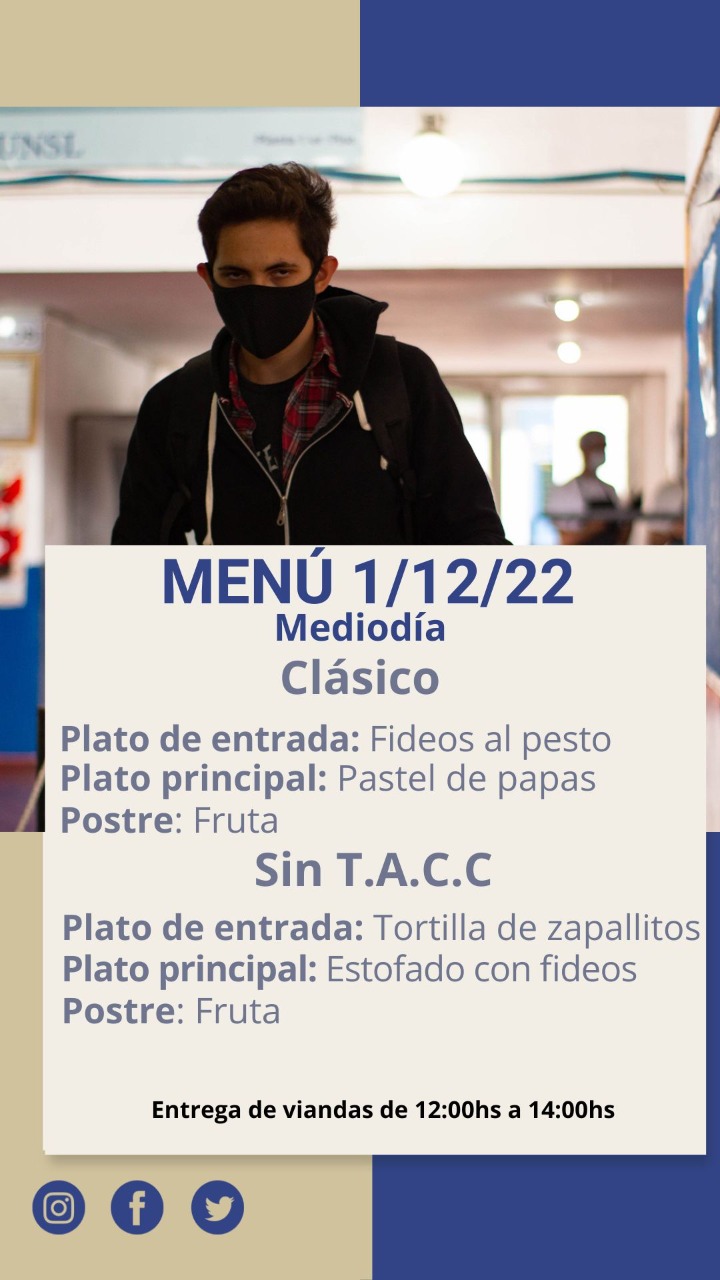 UNSL
MENÚ 1/12/22
Mediodía
Clásico
Plato de entrada: Fideos al pesto
Plato principal: Pastel de papas
Postre: Fruta
Sin T.A.C.C
Plato de entrada: Tortilla de zapallitos
Plato principal: Estofado con fideos
Postre: Fruta
Entrega de viandas de 12:00hs a 14:00hs